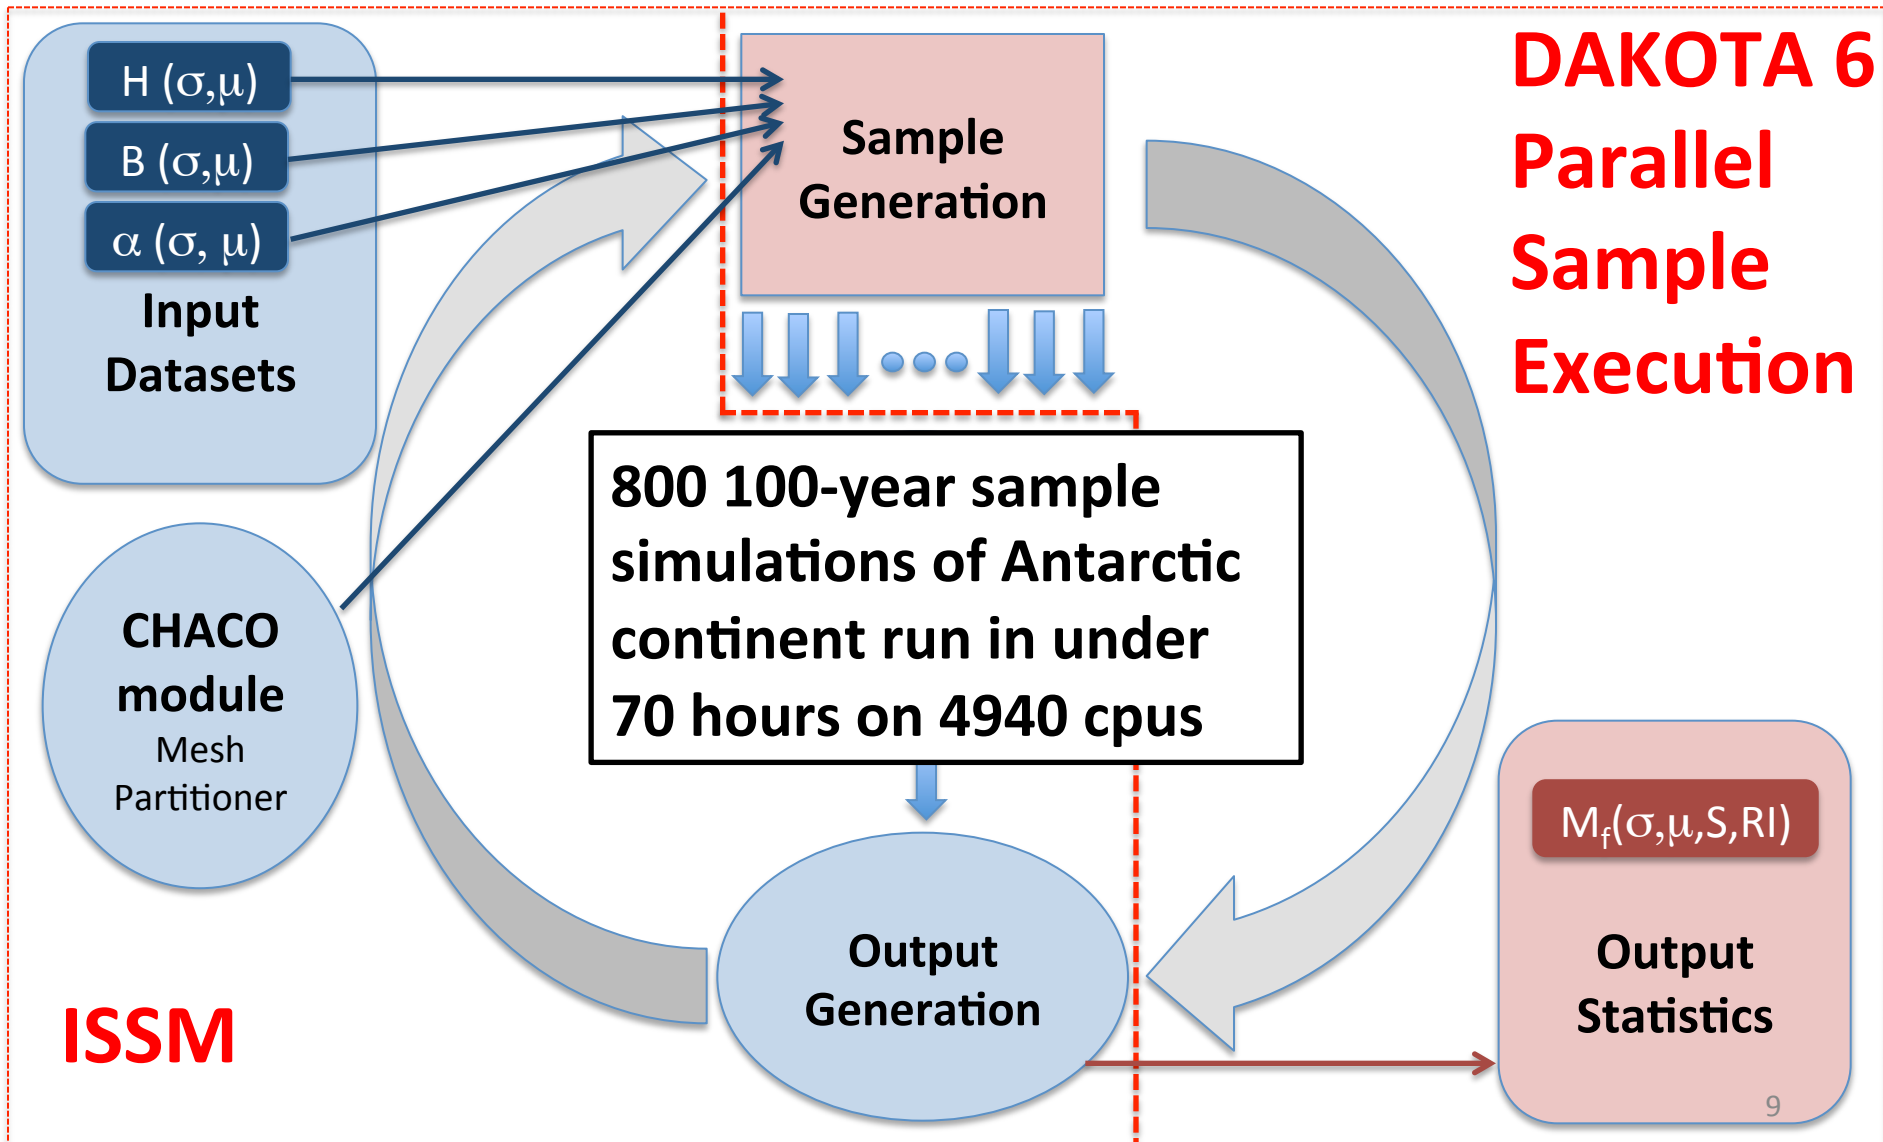 H (σ,μ)
B (σ,μ)
α (σ, μ)
Input
Datasets
CHACO
module
Mesh
Partitioner
ISSM
Sample
Generation
800 100-year sample
simulations of Antarctic
continent run in under
70 hours on 4940 cpus
Output
Generation
DAKOTA 6
Parallel
Sample
Execution
M_f(σ,μ,S,RI)
Output
Statistics
9